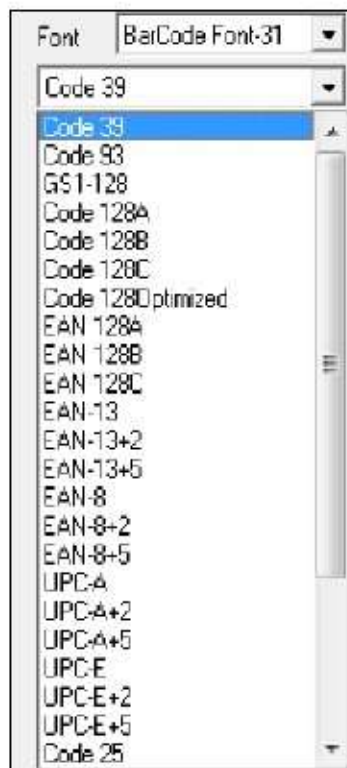 Font BarCode Font-31
Code 39
Code 39
Code 93
GS1-128
Code 128A
Code 128B
Code 128C
Code 128Optimized
EAN 128A
EAN 128B
EAN 128C
EAN-13
EAN-13+2
EAN-13+5
EAN-8
EAN-8+2
EAN-8+5
UPC-A
UPC-A+2
UPC-A+5
UPC-E
UPC-E+2
UPC-E+5
Code 25